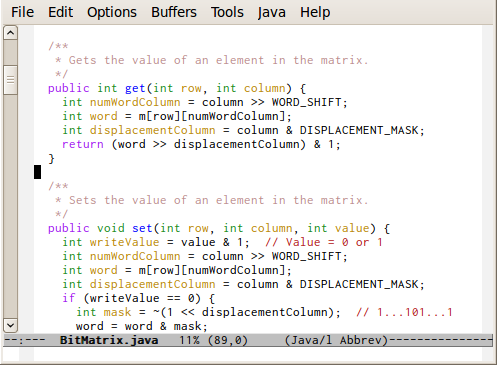 File Edit Options Buffers Tools Java Help
/**
 * Gets the value of an element in the matrix.
 */
public int get(int row, int column) {
  int numWordColumn = column >> WORD_SHIFT;
  int word = m[row][numWordColumn];
  int displacementColumn = column & DISPLACEMENT_MASK;
  return (word >> displacementColumn) & 1;
}
/**
 * Sets the value of an element in the matrix.
 */
public void set(int row, int column, int value) {
  int writeValue = value & 1;  // Value = 0 or 1
  int numWordColumn = column >> WORD_SHIFT;
  int word = m[row][numWordColumn];
  int displacementColumn = column & DISPLACEMENT_MASK;
  if (writeValue == 0) {
    int mask = ~(1 << displacementColumn);  // 1...101...1
    word = word & mask;
--:---  BitMatrix.java   11% (89,0)     (Java/l Abbrev)---------------